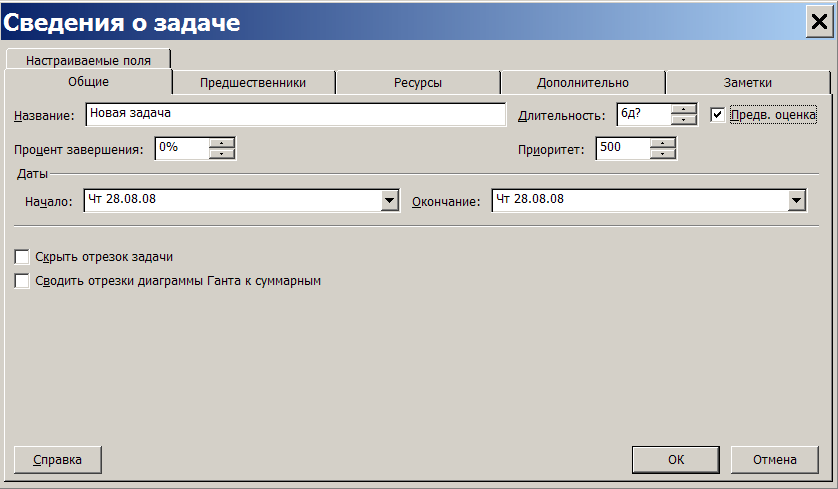 Сведения о задаче
Настраиваемые поля
Общие Предшественники Ресурсы Дополнительно Заметки
Название: Новая задача Длительность: 6д? Предв. оценка
Процент завершения: 0% Приоритет: 500
Даты
Начало: Чт 28.08.08 Окончание: Чт 28.08.08
Скрыть отрезок задачи
Сводить отрезки диаграммы Ганта к суммарным
Справка ОК Отмена